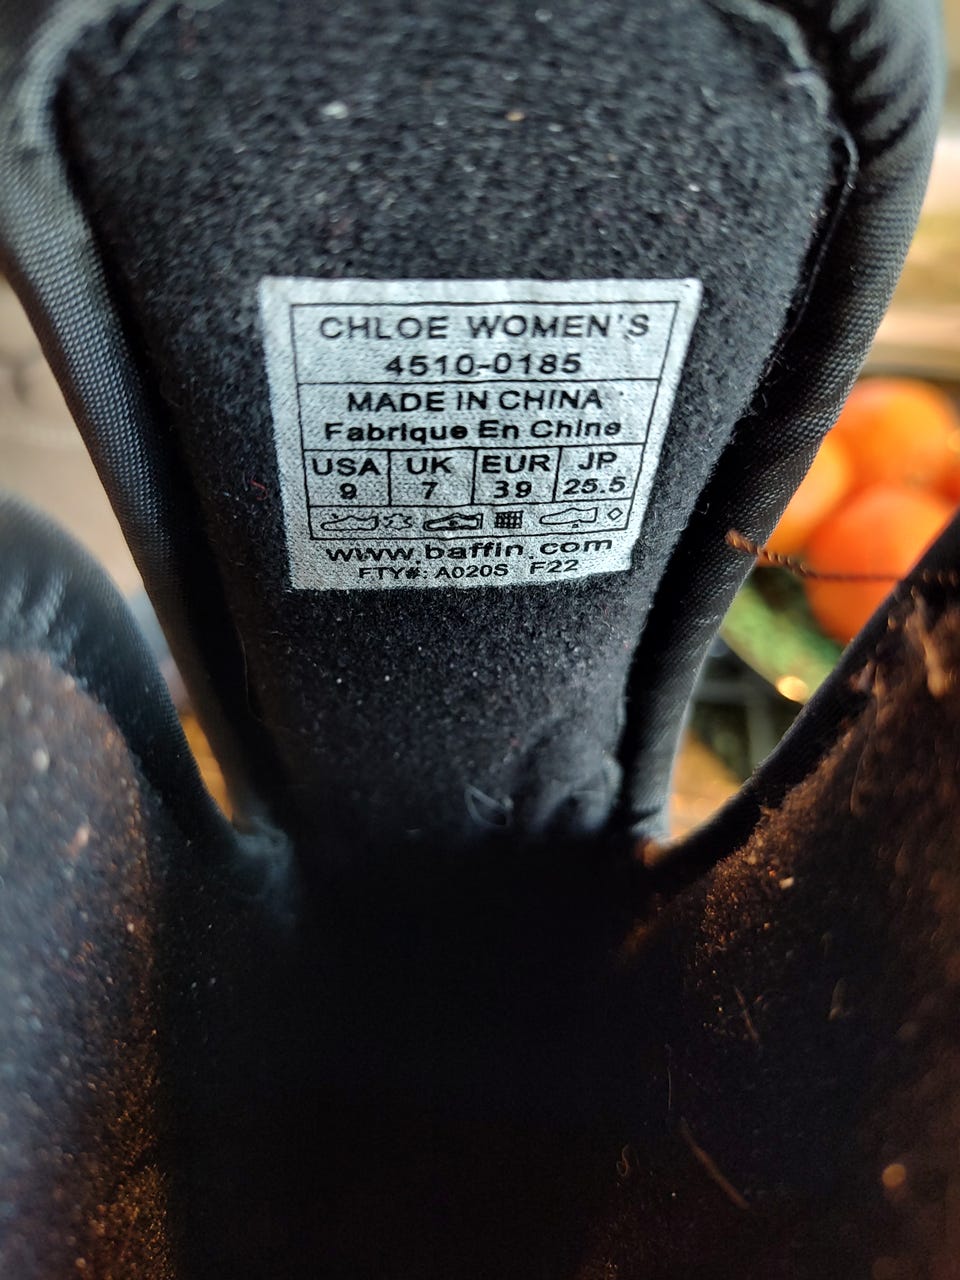 CHLOE WOMEN'S
4510-0185
MADE IN CHINA
Fabrique En Chine
USA UK EUR JP
9 7 39 25.5
www.baffin.com
FTY#: A020S F22